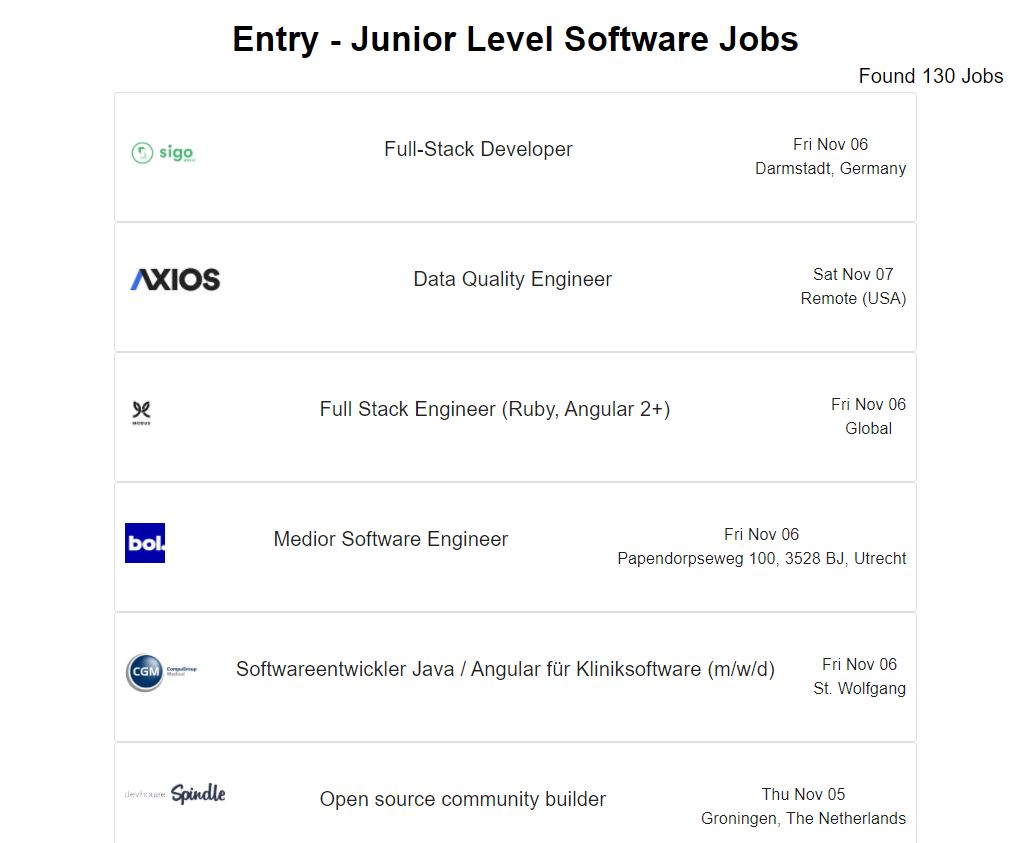 Entry - Junior Level Software Jobs
Found 130 Jobs
sigo
Full-Stack Developer
Fri Nov 06
Darmstadt, Germany
AXIOS
Data Quality Engineer
Sat Nov 07
Remote (USA)
MODUS
Full Stack Engineer (Ruby, Angular 2+)
Fri Nov 06
Global
bol.
Medior Software Engineer
Fri Nov 06
Papendorpseweg 100, 3528 BJ, Utrecht
CGM CompuGroup
Medical
Softwareentwickler Java / Angular für Kliniksoftware (m/w/d)
Fri Nov 06
St. Wolfgang
devhouse Spindle
Open source community builder
Thu Nov 05
Groningen, The Netherlands